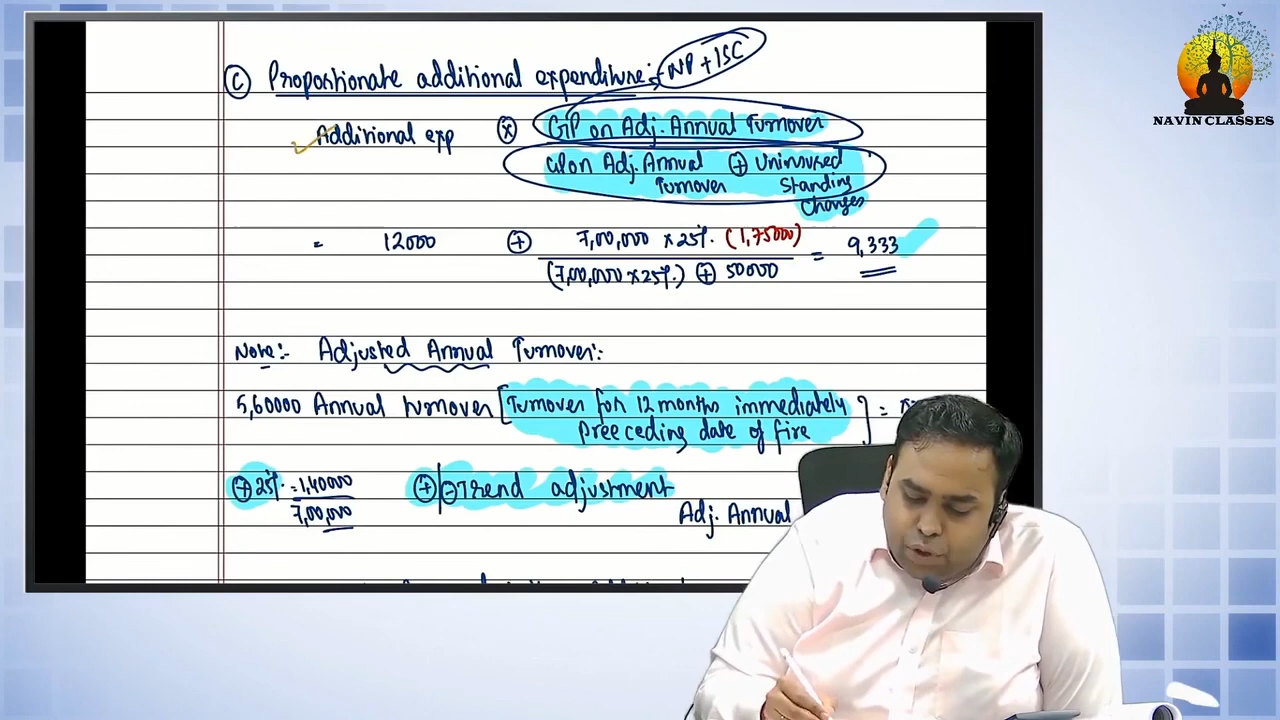 NAVIN CLASSES
(C) Proportionate additional expenditure :- (NP + ISC)
Additional exp (x) GP on Adj. Annual Turnover
GP on Adj. Annual Turnover (+) Uninsured Standing Charges
= 12000 (+) 7,00,000 x 25%. (1,75000) = 9,333
(7,00,000 x 25%.) (+) 50000
Note:- Adjusted Annual Turnover:-
5,60000 Annual turnover [Turnover for 12 months immediately
preeceding date of fire] =
(+) 25%. = 1,40000 (+)/(-) Trend adjustment
7,00,000
Adj. Annual